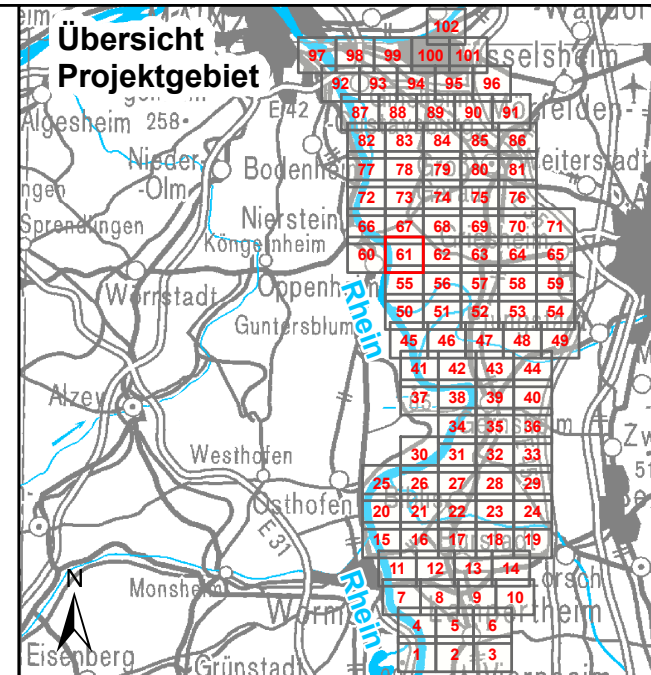 Übersicht
Projektgebiet
102
97 98 99 100 101
sselsheim
92 93 94 95 96
87 88 89 90 91
Algesheim 258
82 83 84 85 86
Nieder-
-Olm
Bodenheim
77 78 79 80 81
72 73 74 75 76
Sprendlingen
Nierstein
66 67 68 69 70 71
Köngernheim
60 61 62 63 64 65
Wörrstadt
Oppenheim
55 56 57 58 59
Rhein
50 51 52 53 54
Guntersblum
45 46 47 48 49
41 42 43 44
Alzey
37 38 39 40
34 35 36
Westhofen
30 31 32 33
25 26 27 28 29
Osthofen
20 21 22 23 24
E 31
15 16 17 18 19
11 12 13 14
orsch
N
Monsheim
Rhein
7 8 9 10
Worms
4 5 6
Eisenberg
Grünstadt
1 2 3